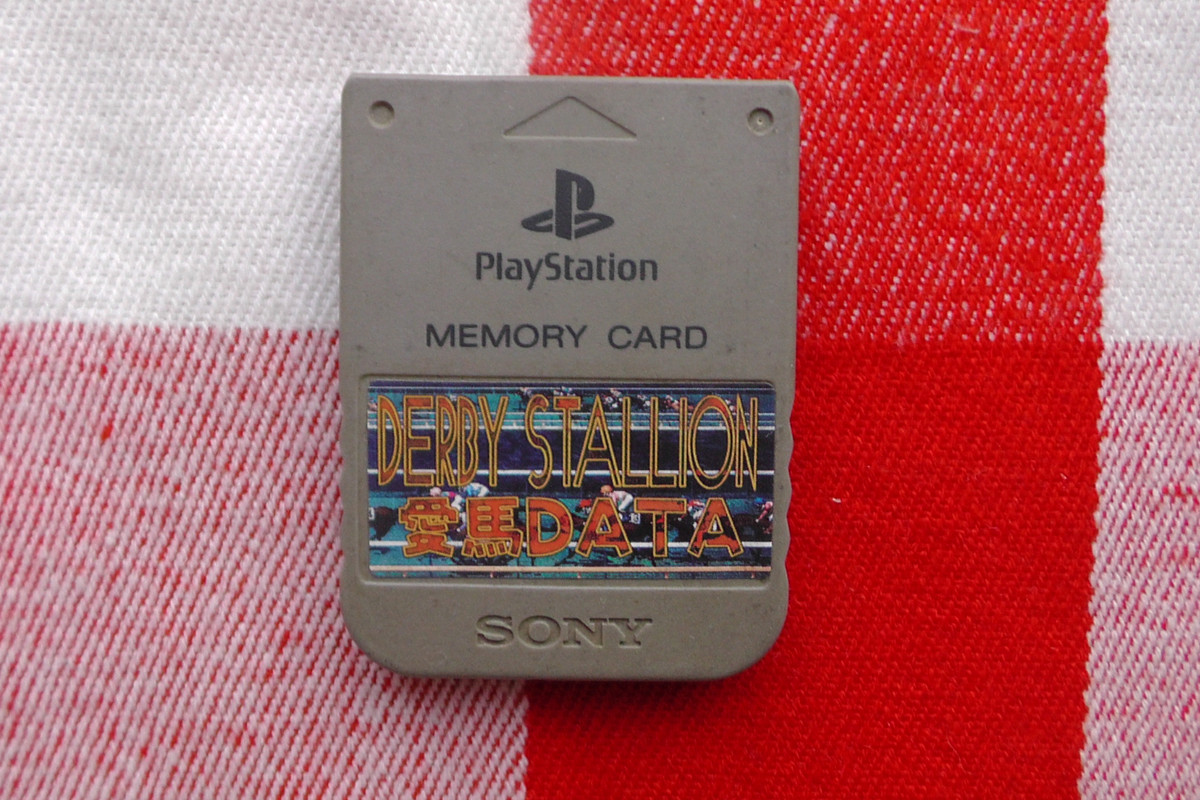 PlayStation
MEMORY CARD
DERBY STALLION
愛馬DATA
SONY